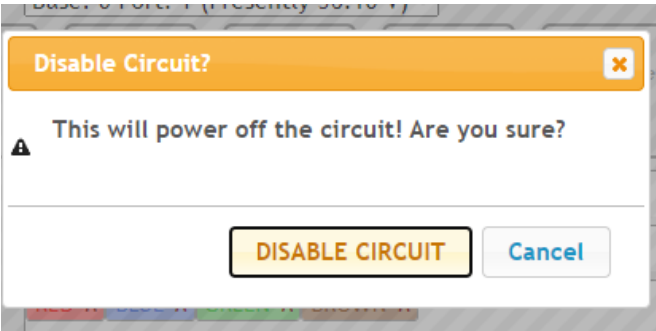 Disable Circuit?
This will power off the circuit! Are you sure?
DISABLE CIRCUIT
Cancel